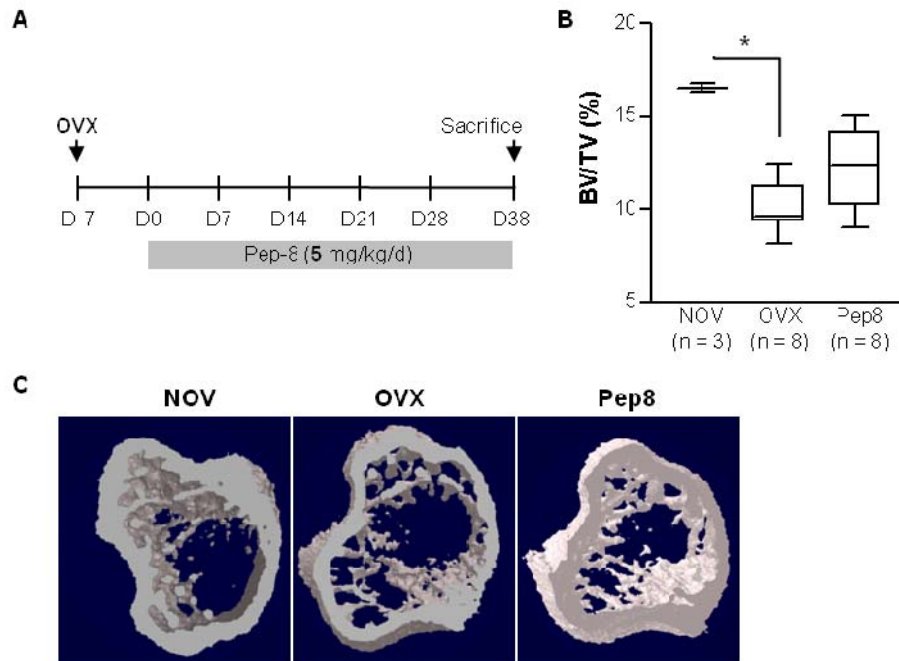 A
OVX
Sacrifice
D-7 D0 D7 D14 D21 D28 D38
Pep-8 (5 mg/kg/d)
B
20
15
10
5
BV/TV (%)
*
NOV OVX Pep8
(n = 3) (n = 8) (n = 8)
C
NOV OVX Pep8